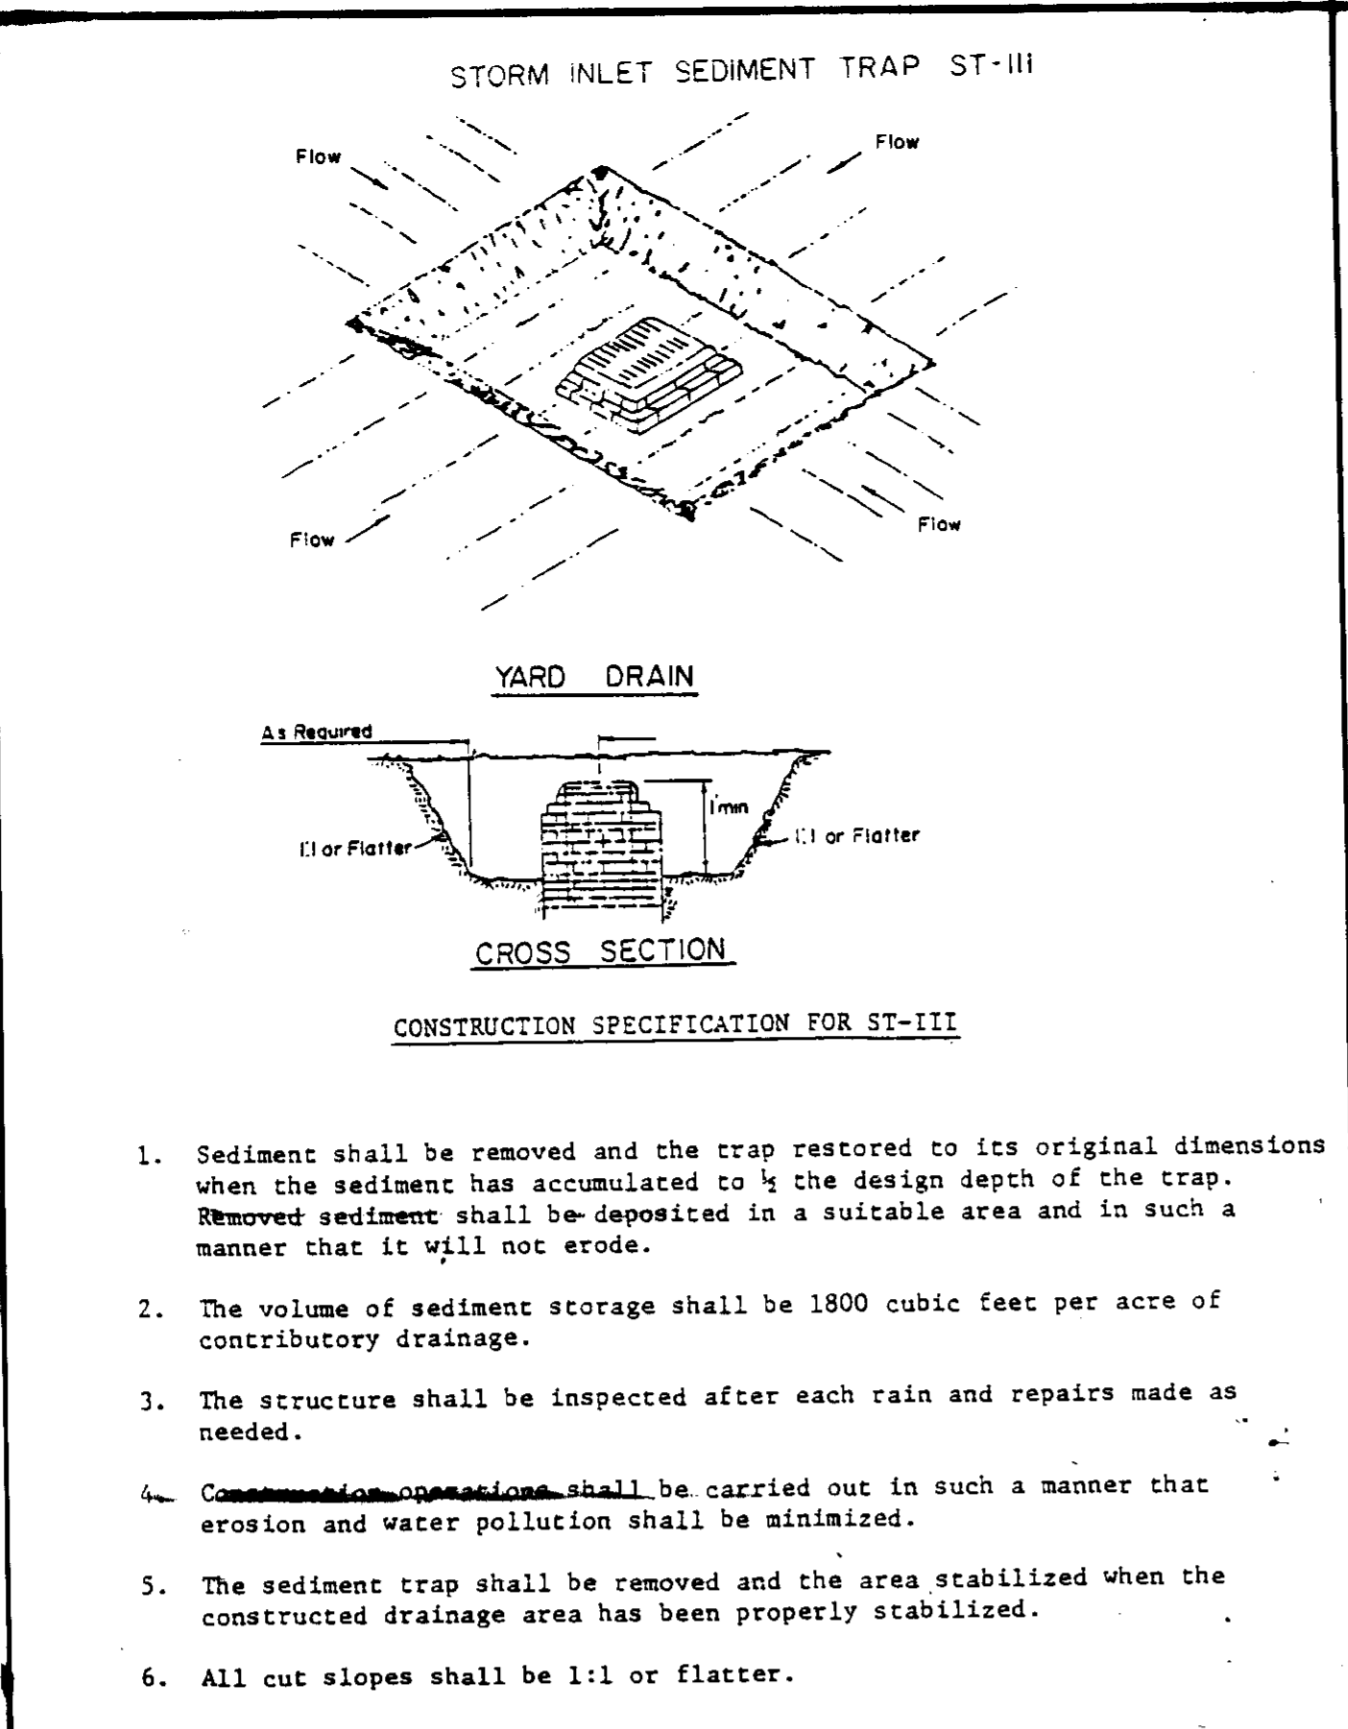 STORM INLET SEDIMENT TRAP ST-III
Flow
Flow
Flow
Flow
YARD DRAIN
As Required
1'min
1:1 or Flatter
1:1 or Flatter
CROSS SECTION
CONSTRUCTION SPECIFICATION FOR ST-III
1. Sediment shall be removed and the trap restored to its original dimensions
when the sediment has accumulated to ½ the design depth of the trap.
Removed sediment shall be deposited in a suitable area and in such a
manner that it will not erode.
2. The volume of sediment storage shall be 1800 cubic feet per acre of
contributory drainage.
3. The structure shall be inspected after each rain and repairs made as
needed.
4. Construction operations shall be carried out in such a manner that
erosion and water pollution shall be minimized.
5. The sediment trap shall be removed and the area stabilized when the
constructed drainage area has been properly stabilized.
6. All cut slopes shall be 1:1 or flatter.